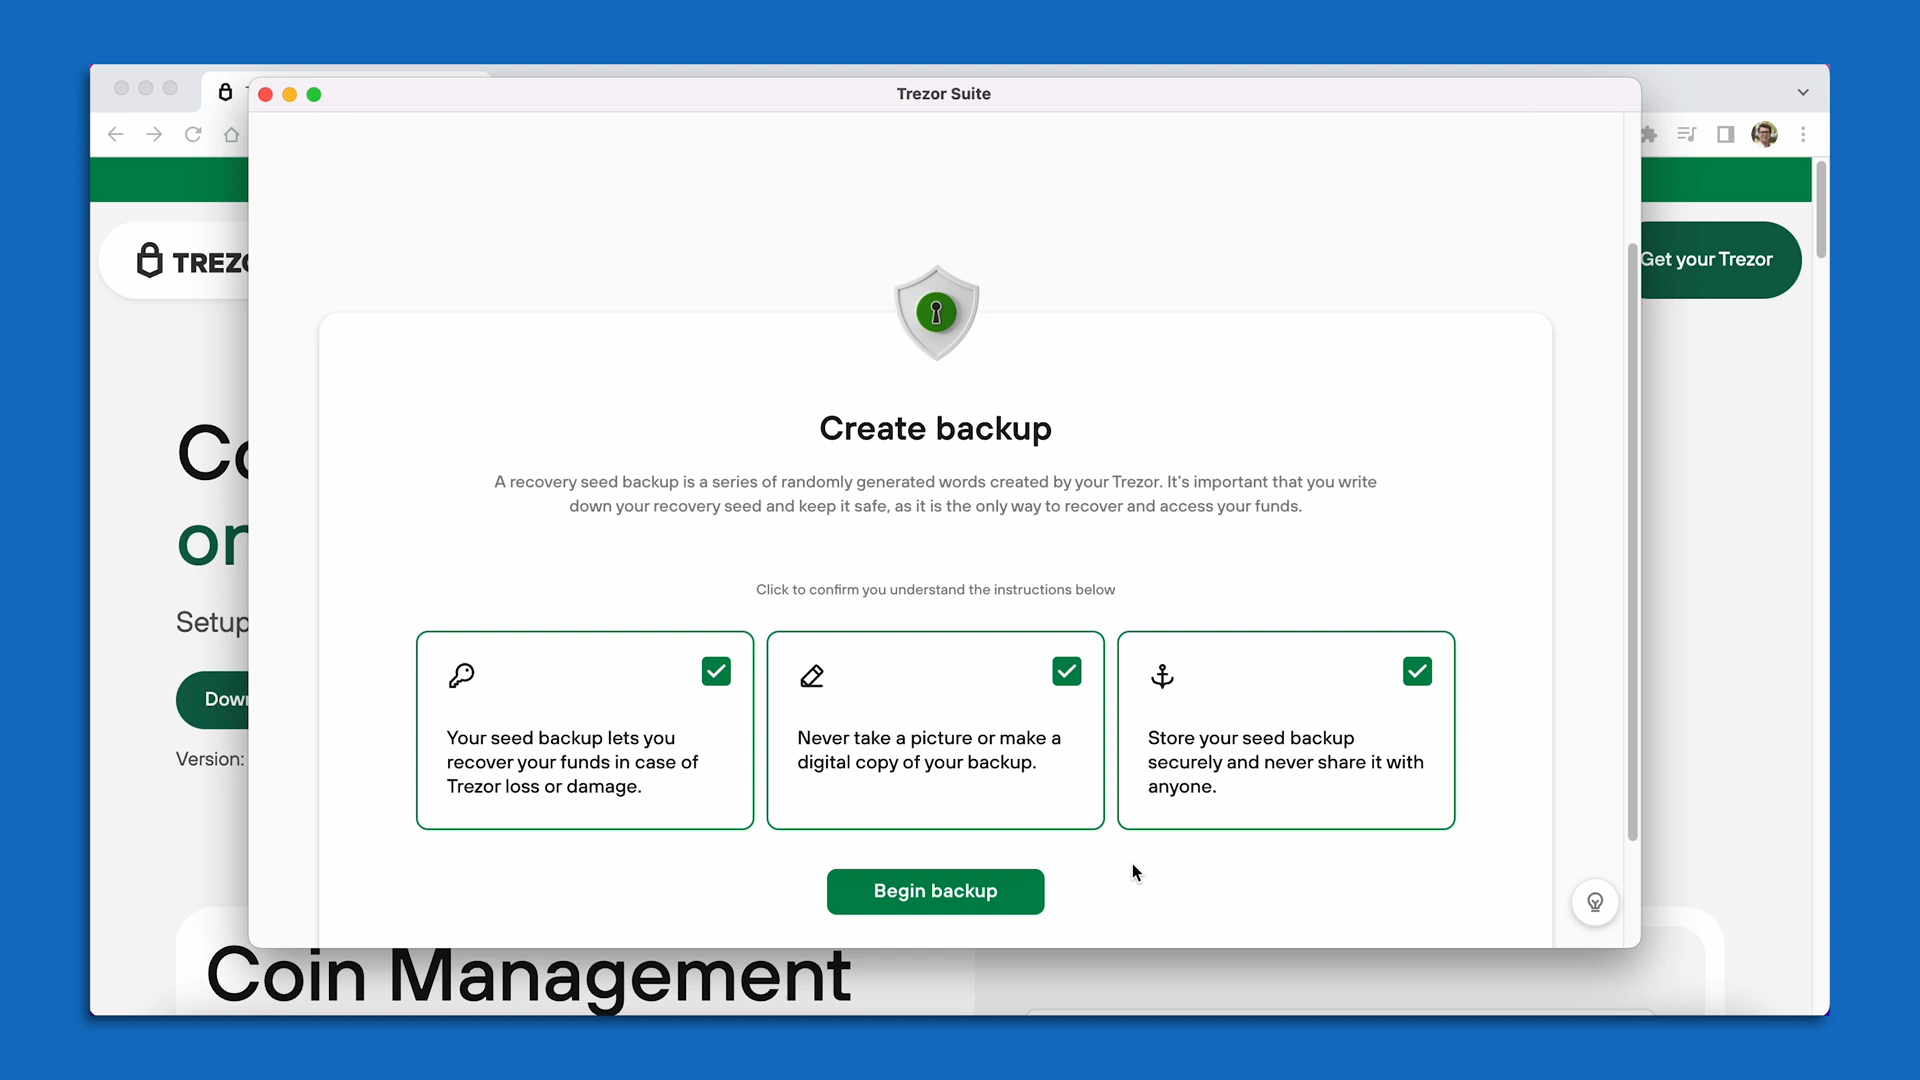 Trezor Suite
TREZO
Get your Trezor
Create backup
A recovery seed backup is a series of randomly generated words created by your Trezor. It's important that you write
down your recovery seed and keep it safe, as it is the only way to recover and access your funds.
Click to confirm you understand the instructions below
Your seed backup lets you
recover your funds in case of
Trezor loss or damage.
Never take a picture or make a
digital copy of your backup.
Store your seed backup
securely and never share it with
anyone.
Begin backup
Co
on
Setup
Down
Version:
Coin Management